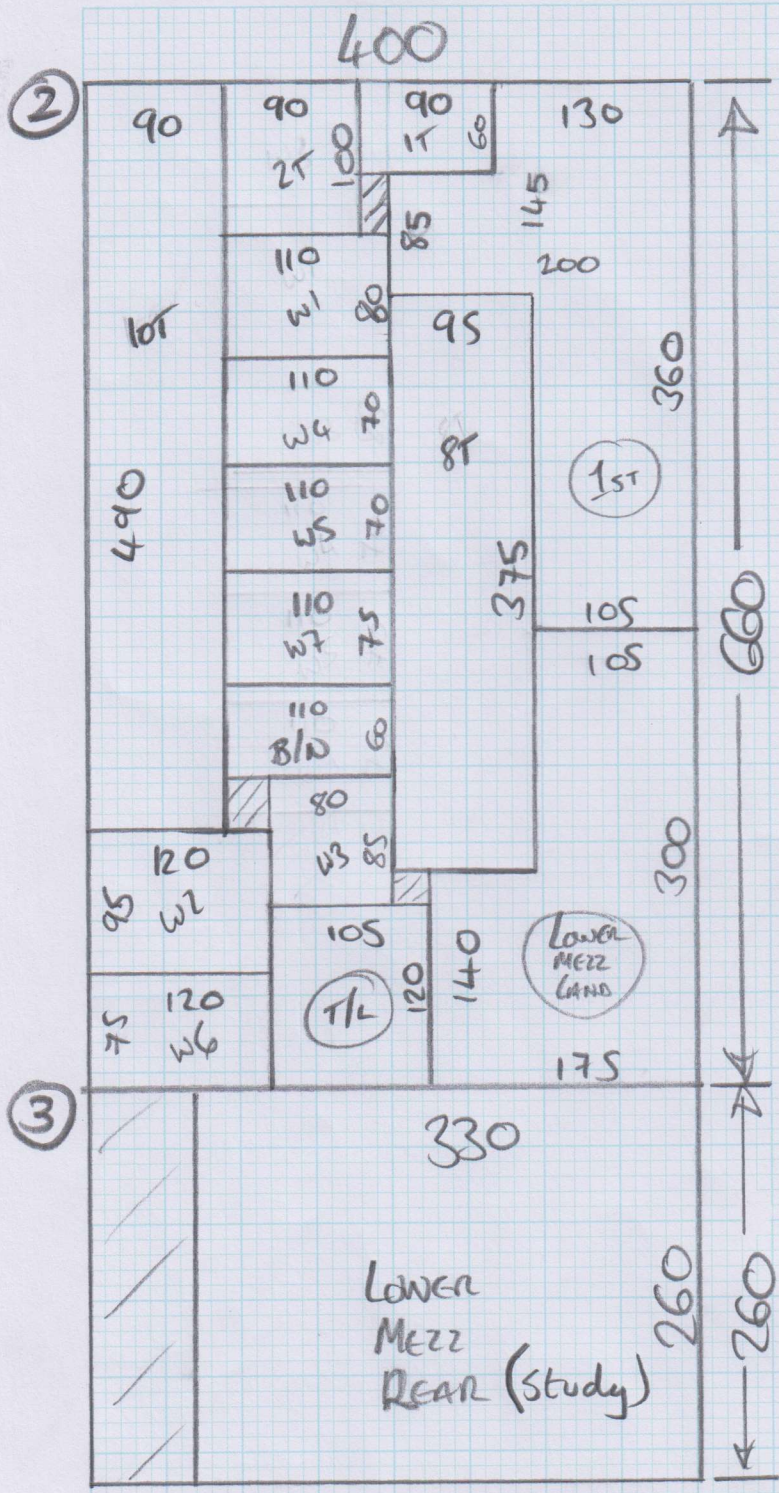 400
2
90
90
2T
100
90
1T
60
130
145
85
200
110
W1
80
10T
95
8T
360
110
W4
70
1ST
490
110
W5
70
375
110
W7
75
105
105
660
110
B/N
60
80
W3
85
300
120
W2
95
105
T/L
120
140
LOWER
MEZZ
LAND
120
W6
75
175
3
330
LOWER
MEZZ
REAR (Study)
260
260